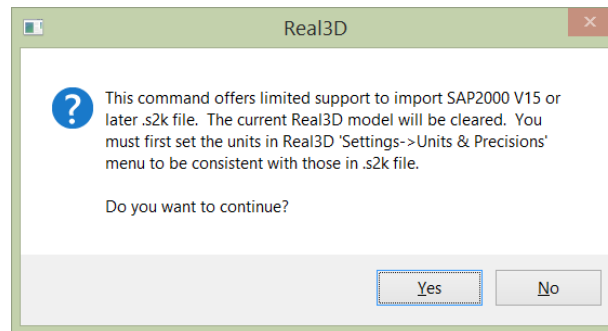 Real3D
This command offers limited support to import SAP2000 V15 or
later .s2k file.  The current Real3D model will be cleared.  You
must first set the units in Real3D 'Settings->Units & Precisions'
menu to be consistent with those in .s2k file.
Do you want to continue?
Yes
No